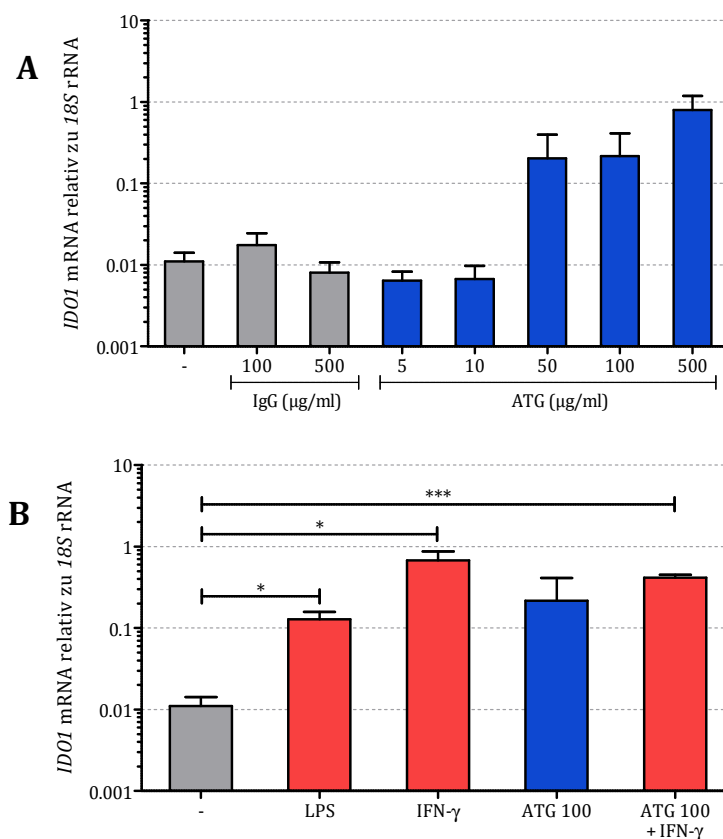 A
IDO1 mRNA relativ zu 18S rRNA
10
1
0.1
0.01
0.001
- 100 500 5 10 50 100 500
IgG (µg/ml) ATG (µg/ml)
B
IDO1 mRNA relativ zu 18S rRNA
10
1
0.1
0.01
0.001
***
*
*
- LPS IFN-γ ATG 100 ATG 100
+ IFN-γ